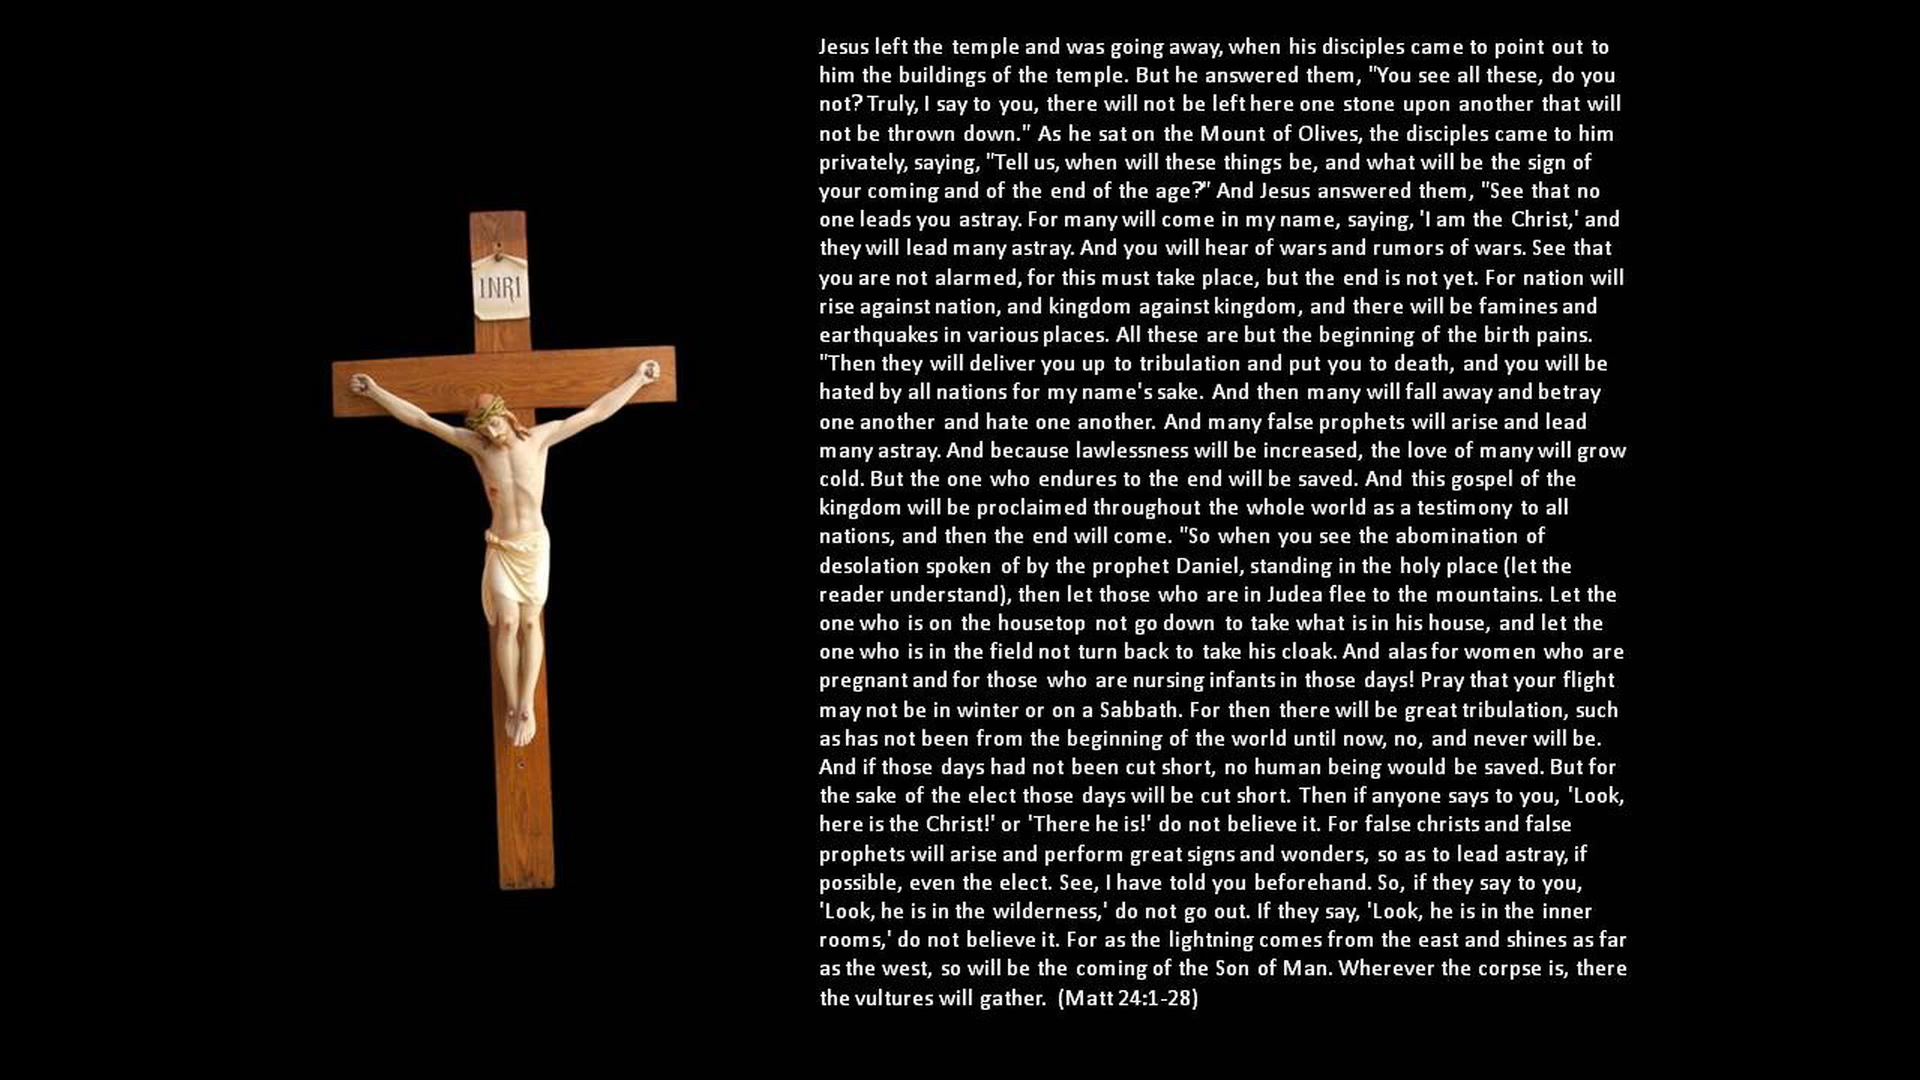 INRI
Jesus left the temple and was going away, when his disciples came to point out to
him the buildings of the temple. But he answered them, "You see all these, do you
not? Truly, I say to you, there will not be left here one stone upon another that will
not be thrown down." As he sat on the Mount of Olives, the disciples came to him
privately, saying, "Tell us, when will these things be, and what will be the sign of
your coming and of the end of the age?" And Jesus answered them, "See that no
one leads you astray. For many will come in my name, saying, 'I am the Christ,' and
they will lead many astray. And you will hear of wars and rumors of wars. See that
you are not alarmed, for this must take place, but the end is not yet. For nation will
rise against nation, and kingdom against kingdom, and there will be famines and
earthquakes in various places. All these are but the beginning of the birth pains.
"Then they will deliver you up to tribulation and put you to death, and you will be
hated by all nations for my name's sake. And then many will fall away and betray
one another and hate one another. And many false prophets will arise and lead
many astray. And because lawlessness will be increased, the love of many will grow
cold. But the one who endures to the end will be saved. And this gospel of the
kingdom will be proclaimed throughout the whole world as a testimony to all
nations, and then the end will come. "So when you see the abomination of
desolation spoken of by the prophet Daniel, standing in the holy place (let the
reader understand), then let those who are in Judea flee to the mountains. Let the
one who is on the housetop not go down to take what is in his house, and let the
one who is in the field not turn back to take his cloak. And alas for women who are
pregnant and for those who are nursing infants in those days! Pray that your flight
may not be in winter or on a Sabbath. For then there will be great tribulation, such
as has not been from the beginning of the world until now, no, and never will be.
And if those days had not been cut short, no human being would be saved. But for
the sake of the elect those days will be cut short. Then if anyone says to you, 'Look,
here is the Christ!' or 'There he is!' do not believe it. For false christs and false
prophets will arise and perform great signs and wonders, so as to lead astray, if
possible, even the elect. See, I have told you beforehand. So, if they say to you,
'Look, he is in the wilderness,' do not go out. If they say, 'Look, he is in the inner
rooms,' do not believe it. For as the lightning comes from the east and shines as far
as the west, so will be the coming of the Son of Man. Wherever the corpse is, there
the vultures will gather. (Matt 24:1-28)